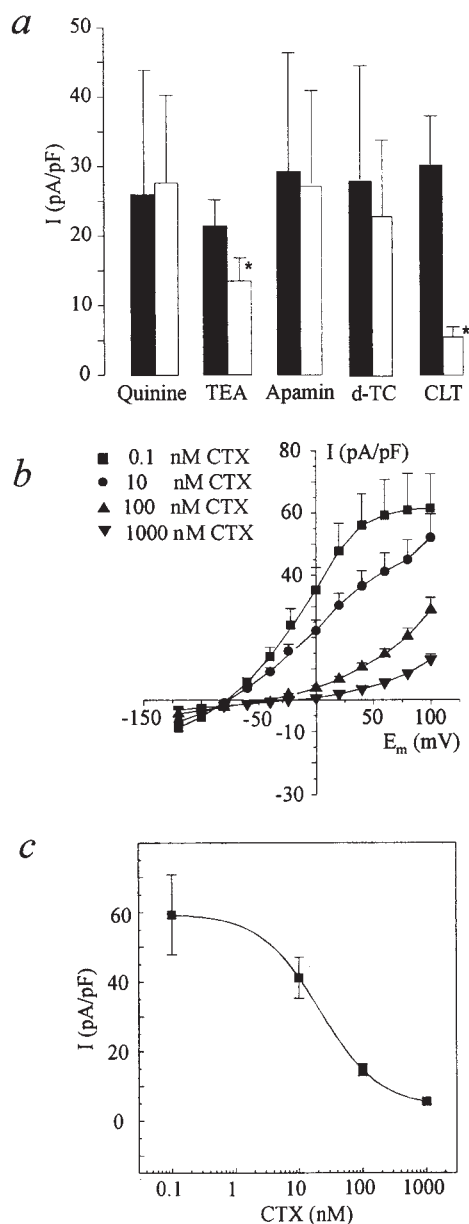 a
50
40
30
20
10
0
I (pA/pF)
*
*
Quinine TEA Apamin d-TC CLT
b
■ 0.1 nM CTX
● 10 nM CTX
▲ 100 nM CTX
▼ 1000 nM CTX
I (pA/pF)
80
60
40
-10
-30
-150 -50 50 100
E_m (mV)
c
60
40
20
0
I (pA/pF)
0.1 1 10 100 1000
CTX (nM)